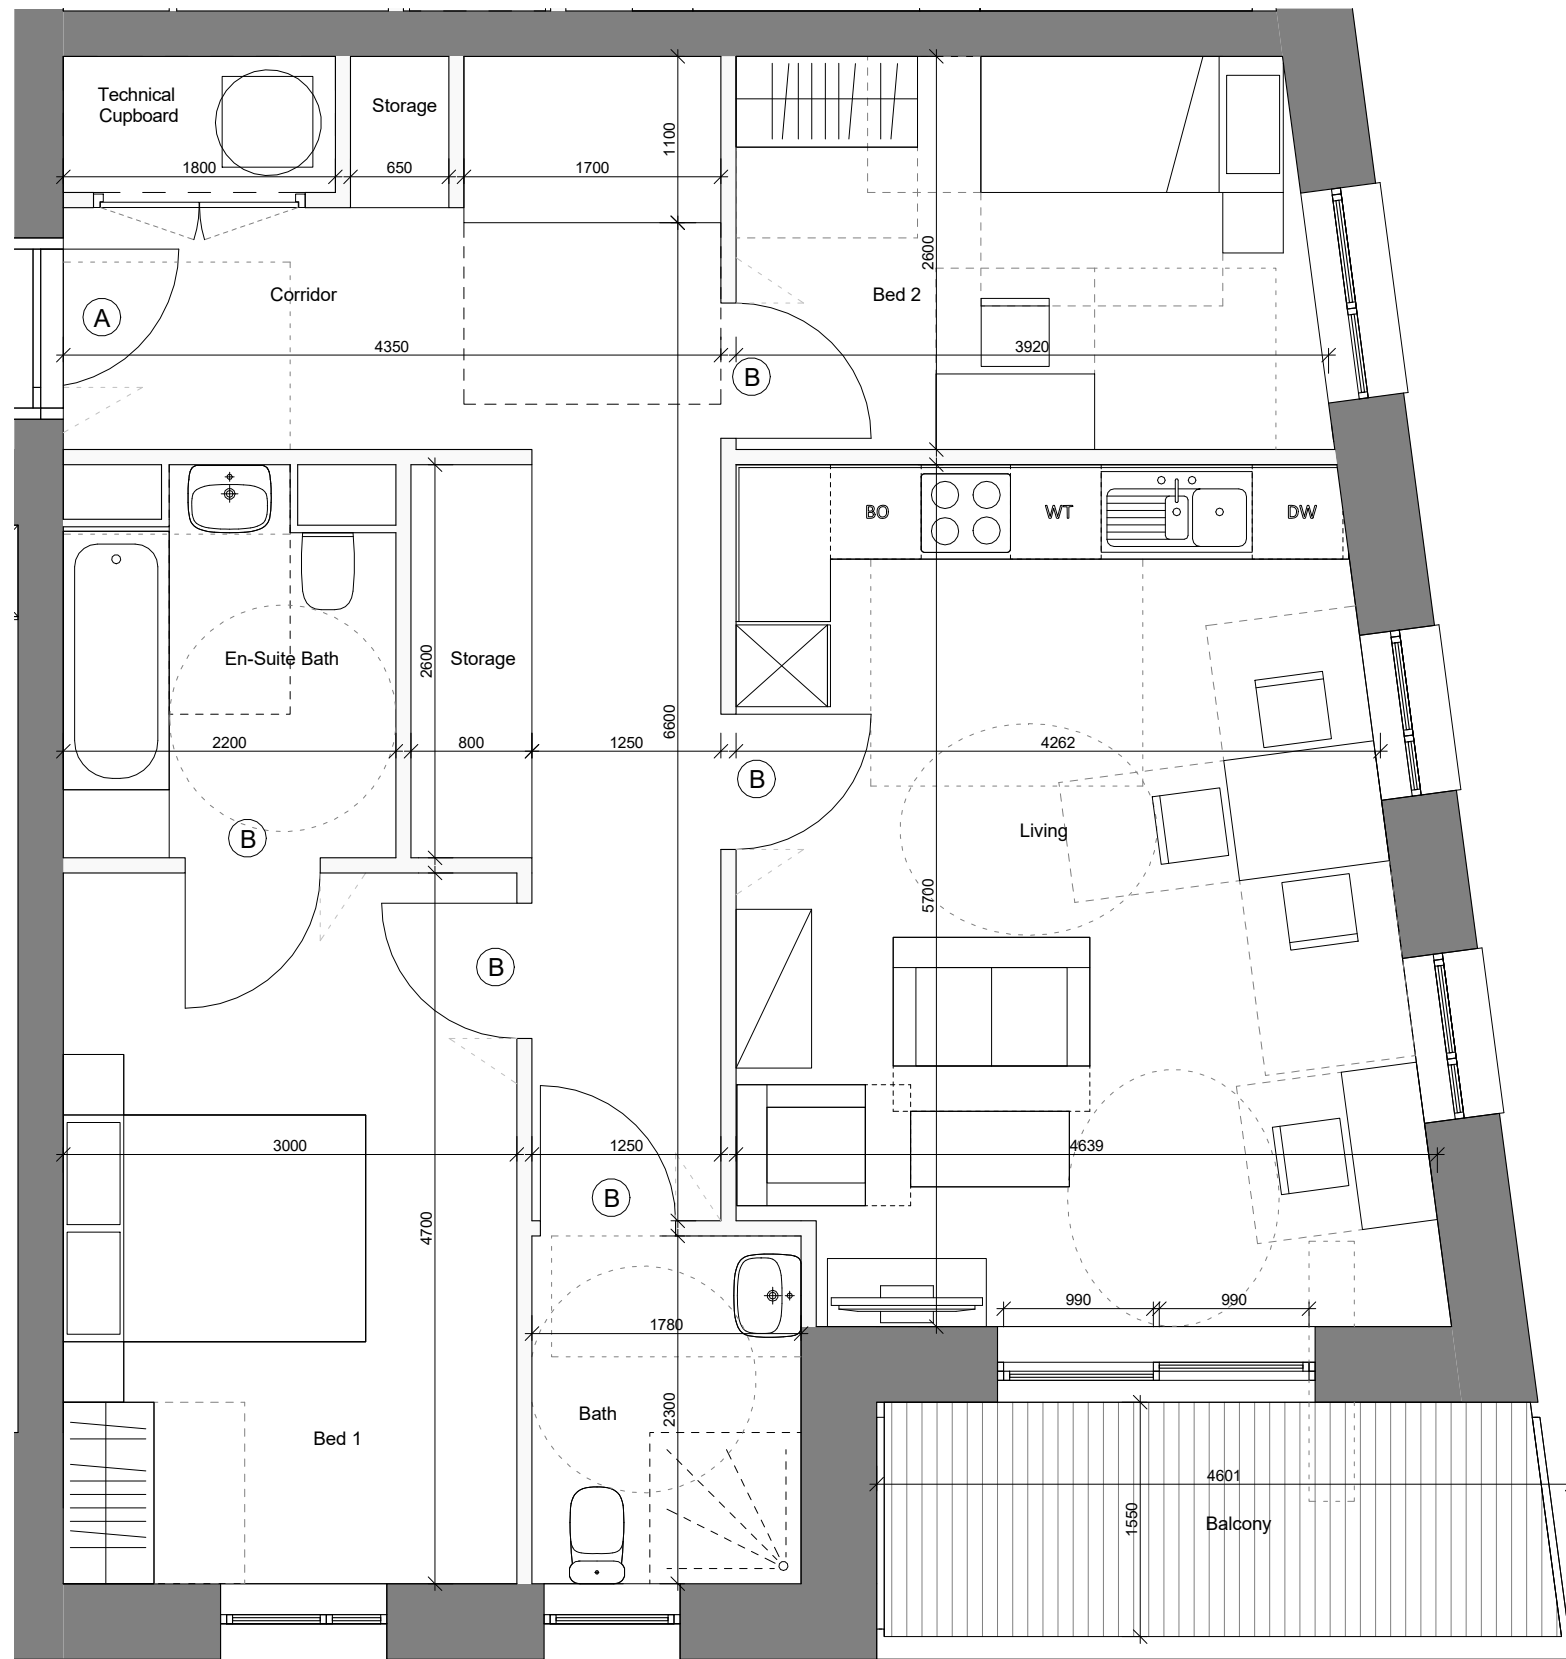 Technical
Cupboard
Storage
1800
650
1700
1100
2600
Corridor
Bed 2
A
4350
3920
B
BO
WT
DW
En-Suite Bath
2600
Storage
6600
2200
800
1250
4262
B
B
Living
5700
B
3000
1250
4639
B
4700
990
990
1780
2300
Bath
Bed 1
4601
1550
Balcony